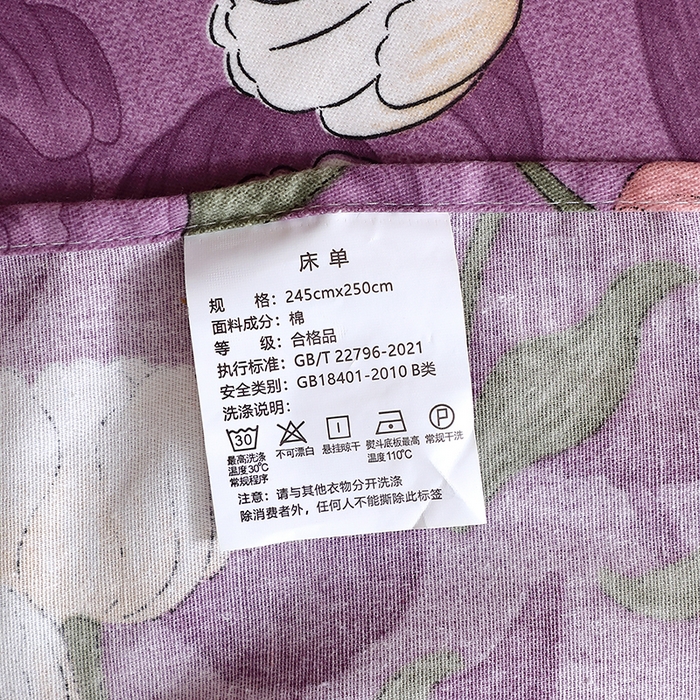 床单
规 格：245cmx250cm
面料成分：棉
等 级：合格品
执行标准：GB/T 22796-2021
安全类别：GB18401-2010 B类
洗涤说明：
30 P
最高洗涤 不可漂白 悬挂晾干 熨斗底板最高 常规干洗
温度30℃ 温度110℃
常规程序
注意：请与其他衣物分开洗涤
除消费者外，任何人不能撕除此标签